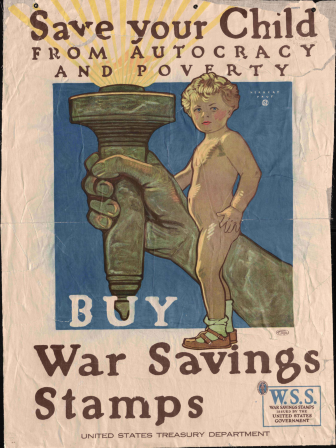 Save your Child
FROM AUTOCRACY
AND POVERTY
BUY
War Savings
Stamps
W.S.S.
WAR SAVINGS STAMPS
ISSUED BY THE
UNITED STATES
GOVERNMENT
UNITED STATES TREASURY DEPARTMENT